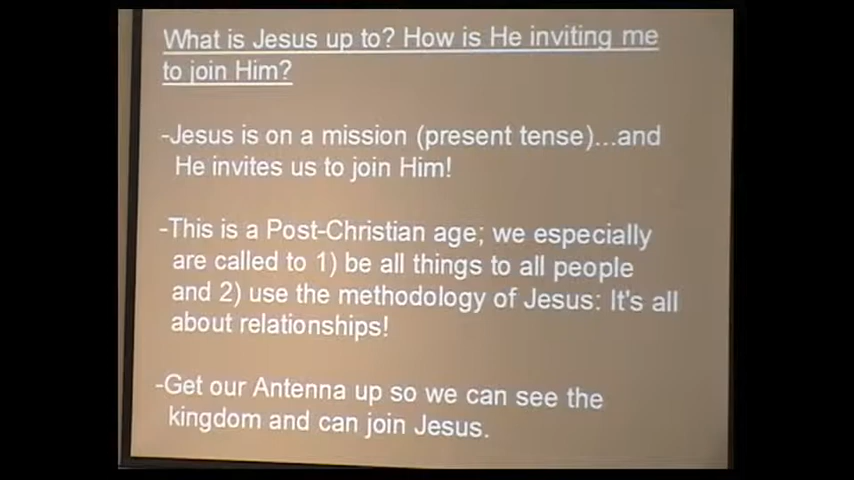 What is Jesus up to? How is He inviting me
to join Him?
-Jesus is on a mission (present tense)...and
He invites us to join Him!
-This is a Post-Christian age; we especially
are called to 1) be all things to all people
and 2) use the methodology of Jesus: It's all
about relationships!
-Get our Antenna up so we can see the
kingdom and can join Jesus.